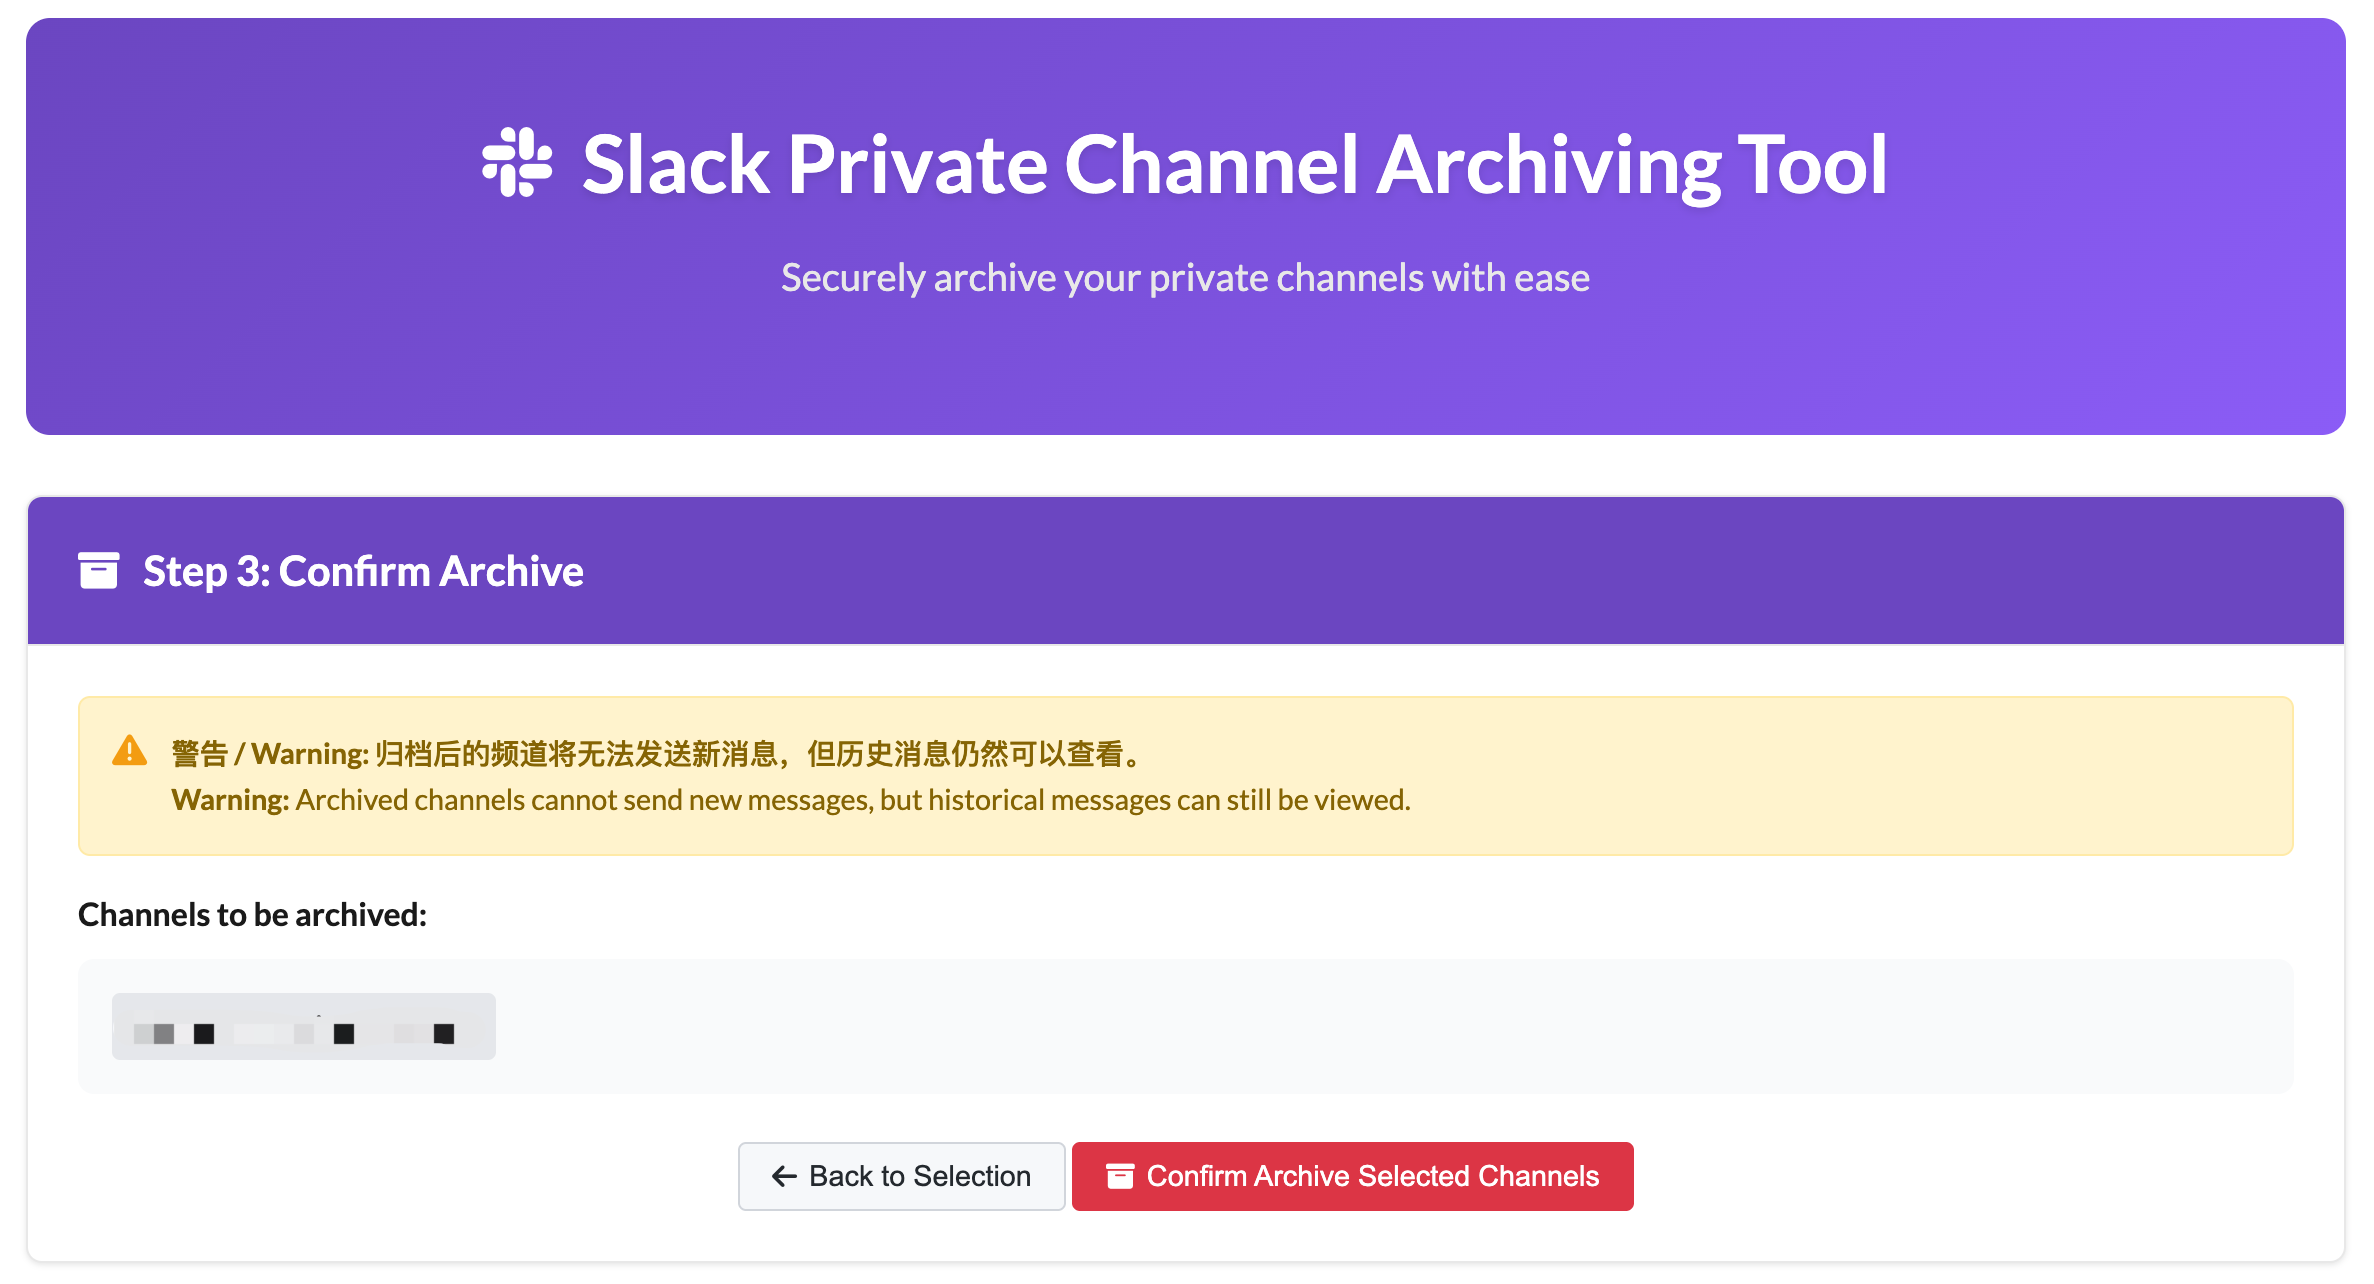 Slack Private Channel Archiving Tool
Securely archive your private channels with ease
Step 3: Confirm Archive
警告 / Warning: 归档后的频道将无法发送新消息，但历史消息仍然可以查看。
Warning: Archived channels cannot send new messages, but historical messages can still be viewed.
Channels to be archived:
Back to Selection
Confirm Archive Selected Channels